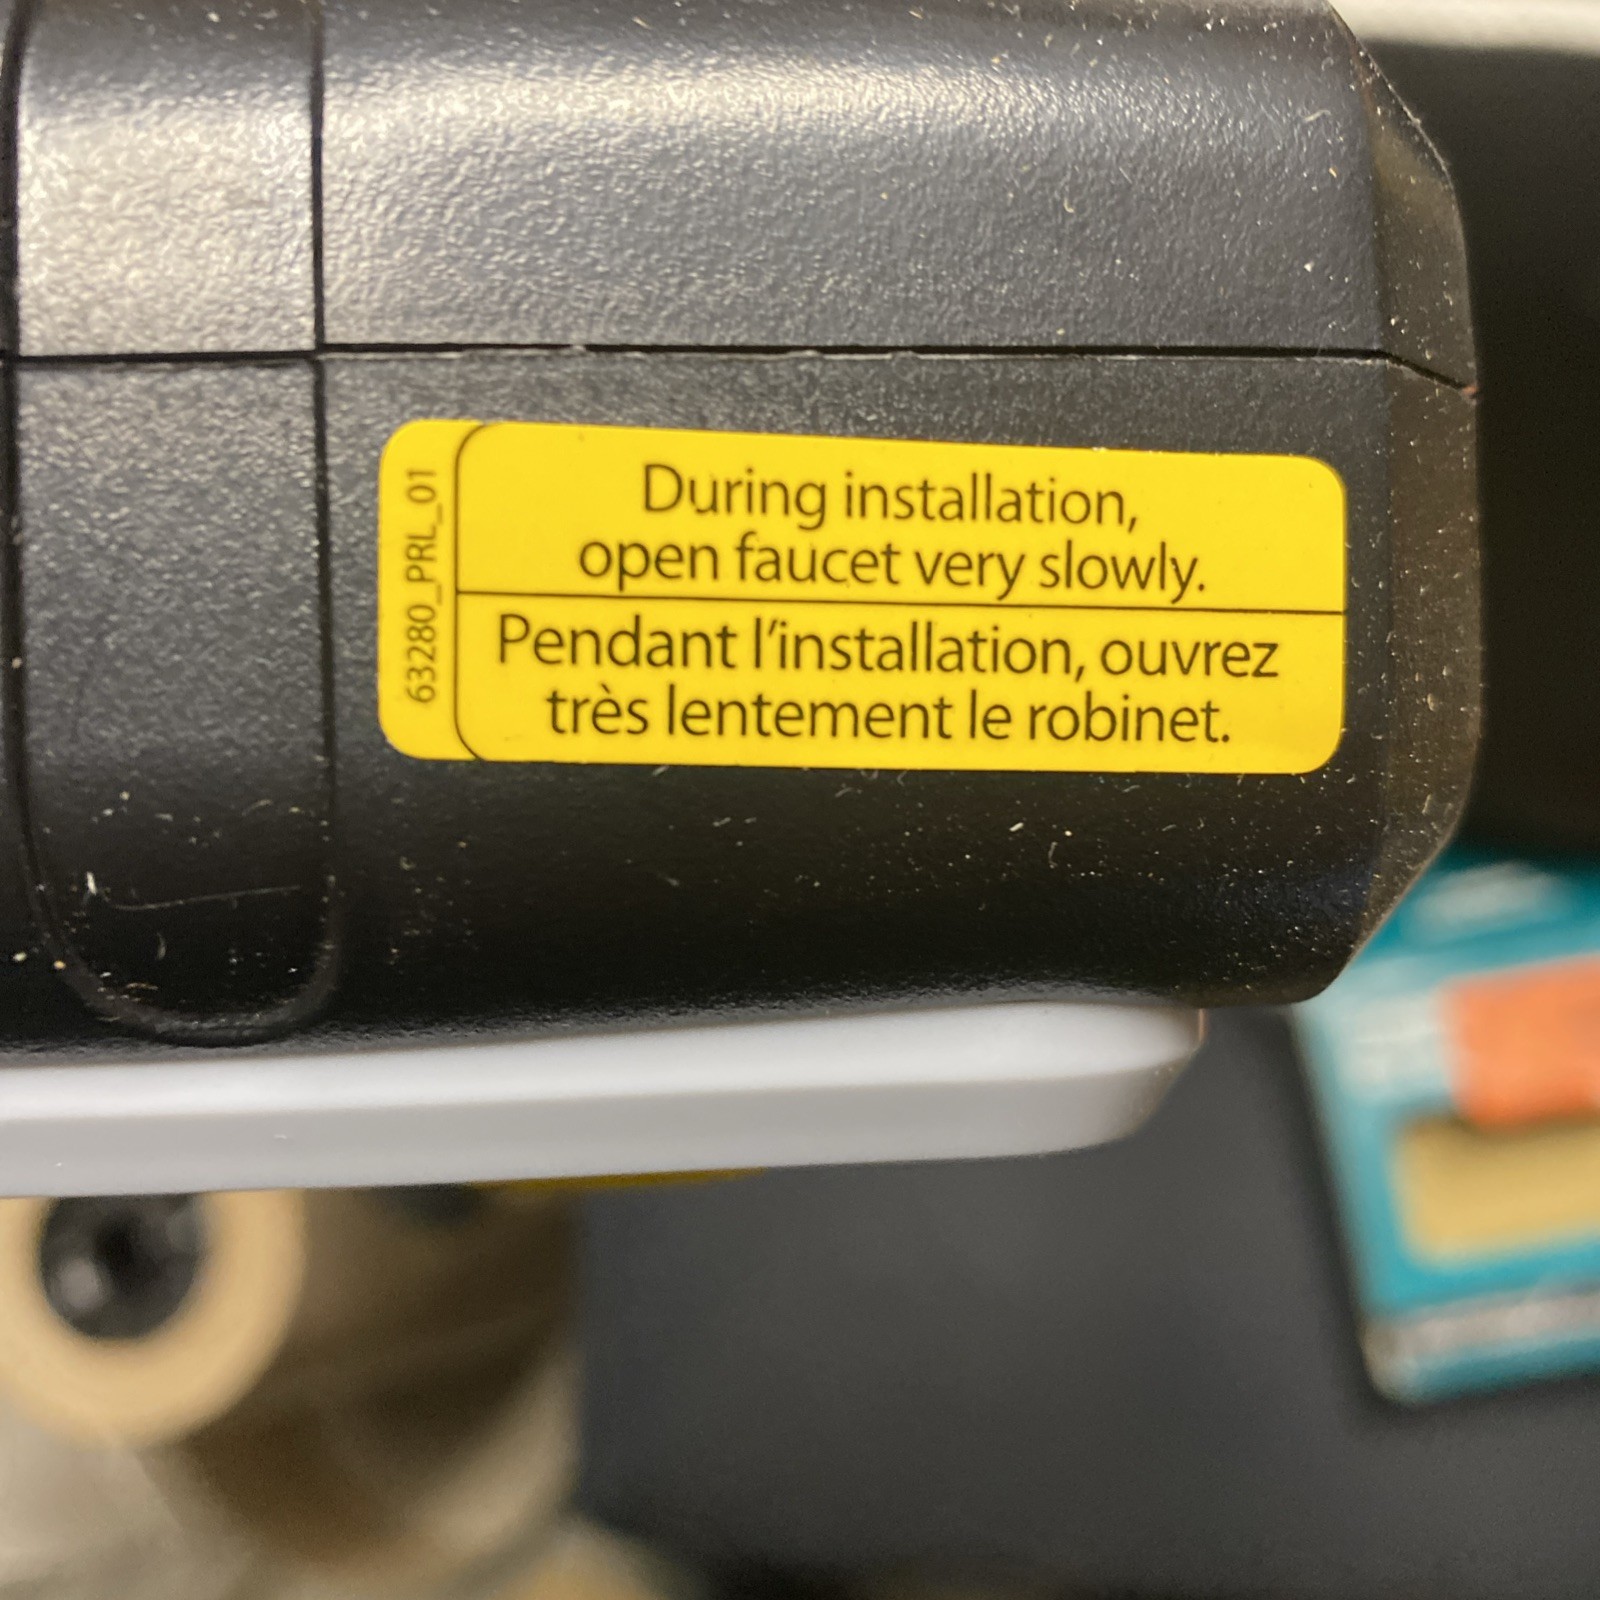 63280_PRL_01
During installation,
open faucet very slowly.
Pendant l'installation, ouvrez
très lentement le robinet.